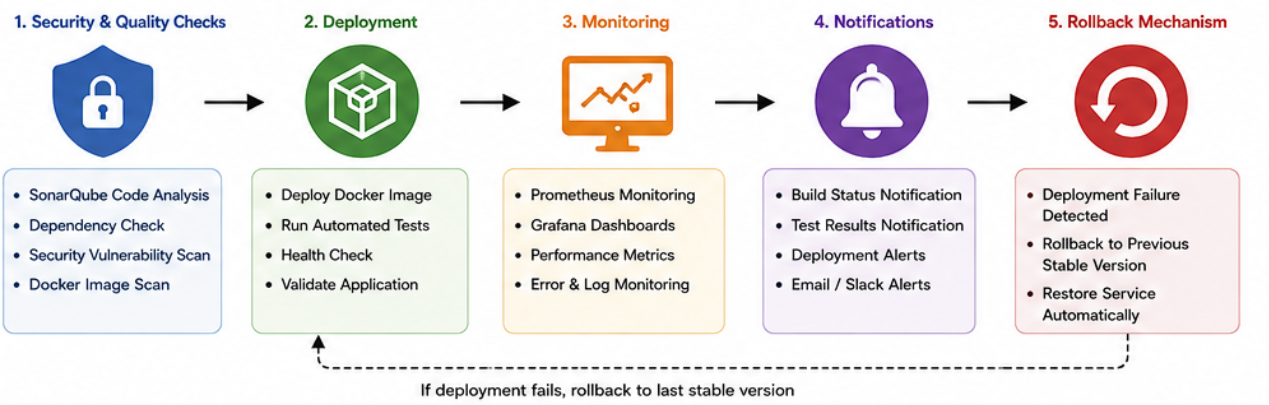 1. Security & Quality Checks
2. Deployment
3. Monitoring
4. Notifications
5. Rollback Mechanism
• SonarQube Code Analysis
• Dependency Check
• Security Vulnerability Scan
• Docker Image Scan
• Deploy Docker Image
• Run Automated Tests
• Health Check
• Validate Application
• Prometheus Monitoring
• Grafana Dashboards
• Performance Metrics
• Error & Log Monitoring
• Build Status Notification
• Test Results Notification
• Deployment Alerts
• Email / Slack Alerts
• Deployment Failure
Detected
• Rollback to Previous
Stable Version
• Restore Service
Automatically
If deployment fails, rollback to last stable version